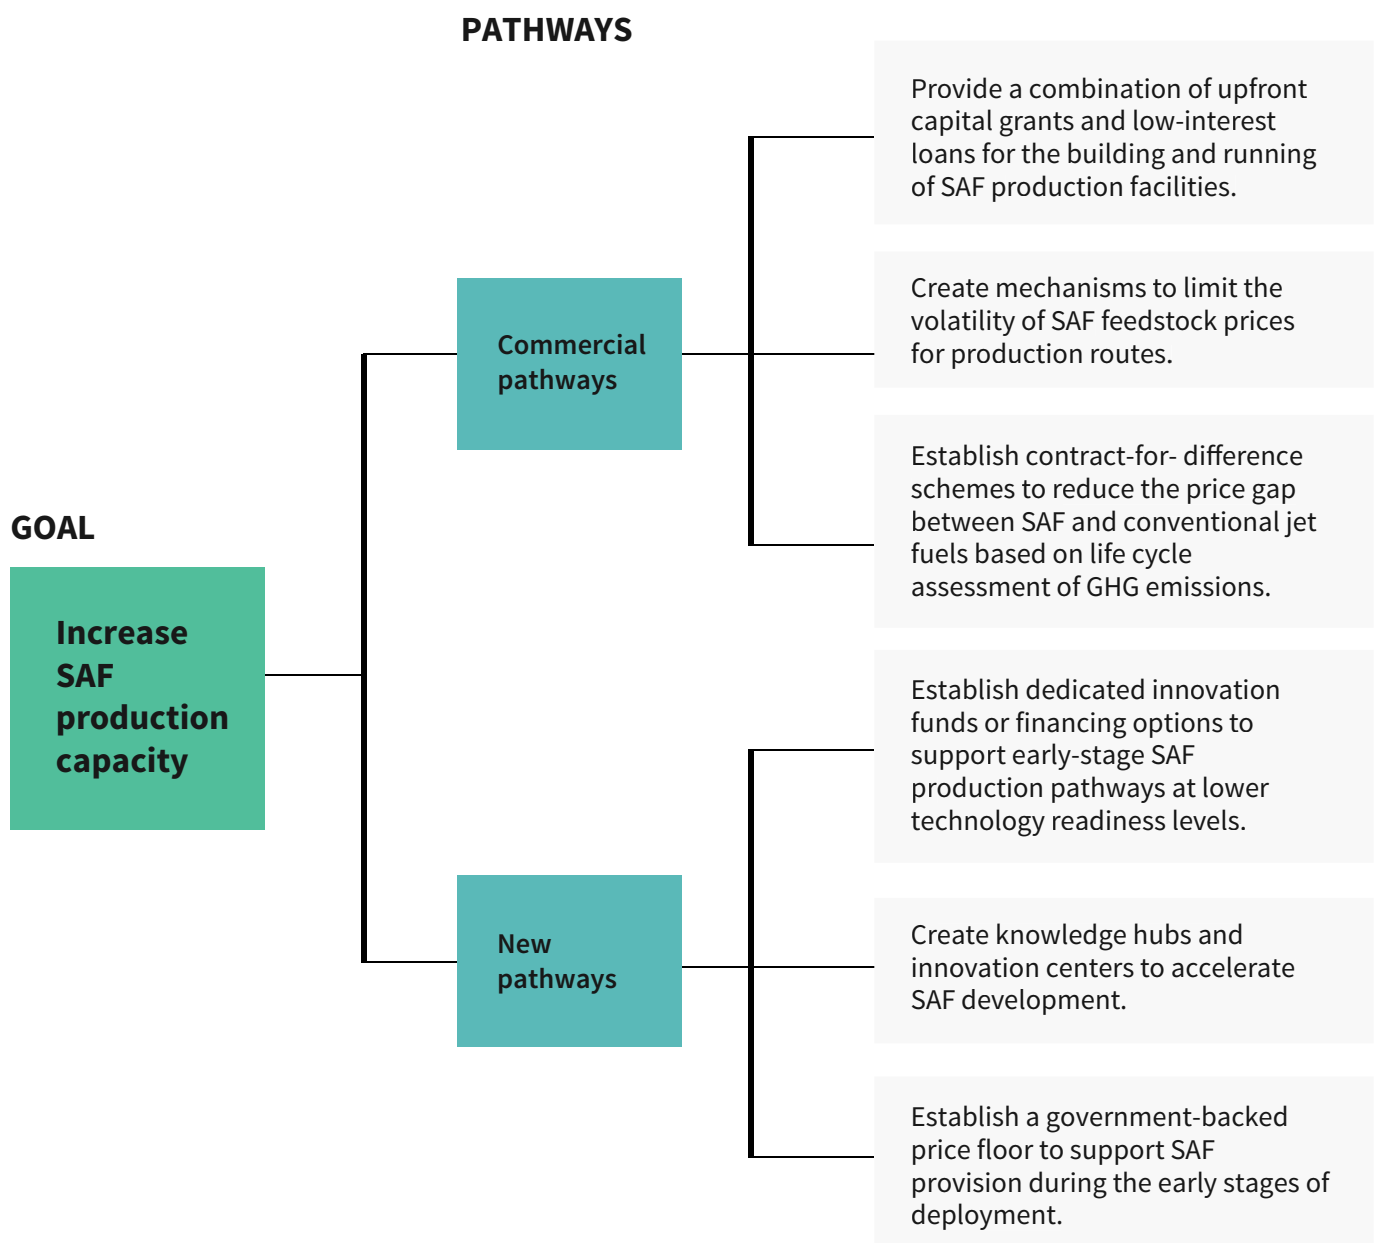 PATHWAYS
GOAL
Increase
SAF
production
capacity
Commercial
pathways
Provide a combination of upfront
capital grants and low-interest
loans for the building and running
of SAF production facilities.
Create mechanisms to limit the
volatility of SAF feedstock prices
for production routes.
Establish contract-for- difference
schemes to reduce the price gap
between SAF and conventional jet
fuels based on life cycle
assessment of GHG emissions.
New
pathways
Establish dedicated innovation
funds or financing options to
support early-stage SAF
production pathways at lower
technology readiness levels.
Create knowledge hubs and
innovation centers to accelerate
SAF development.
Establish a government-backed
price floor to support SAF
provision during the early stages of
deployment.